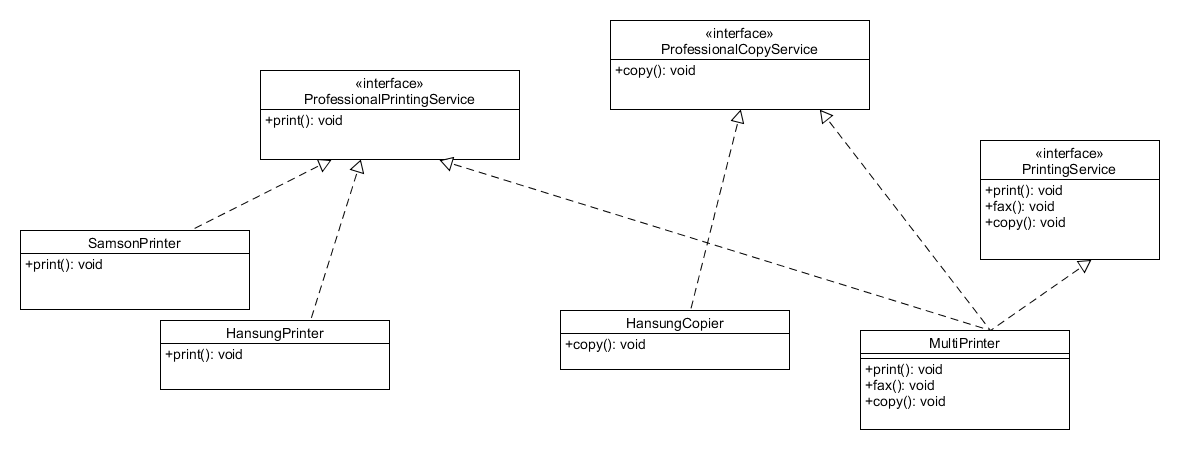 «interface»
ProfessionalCopyService
+copy(): void
«interface»
ProfessionalPrintingService
+print(): void
«interface»
PrintingService
+print(): void
+fax(): void
+copy(): void
SamsonPrinter
+print(): void
HansungPrinter
+print(): void
HansungCopier
+copy(): void
MultiPrinter
+print(): void
+fax(): void
+copy(): void